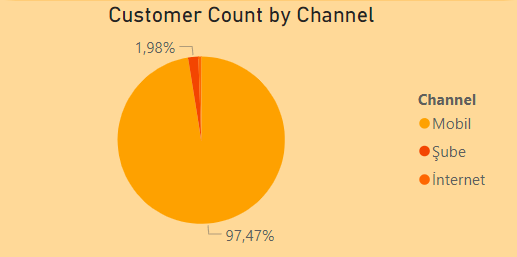 Customer Count by Channel
1,98%
97,47%
Channel
Mobil
Şube
İnternet